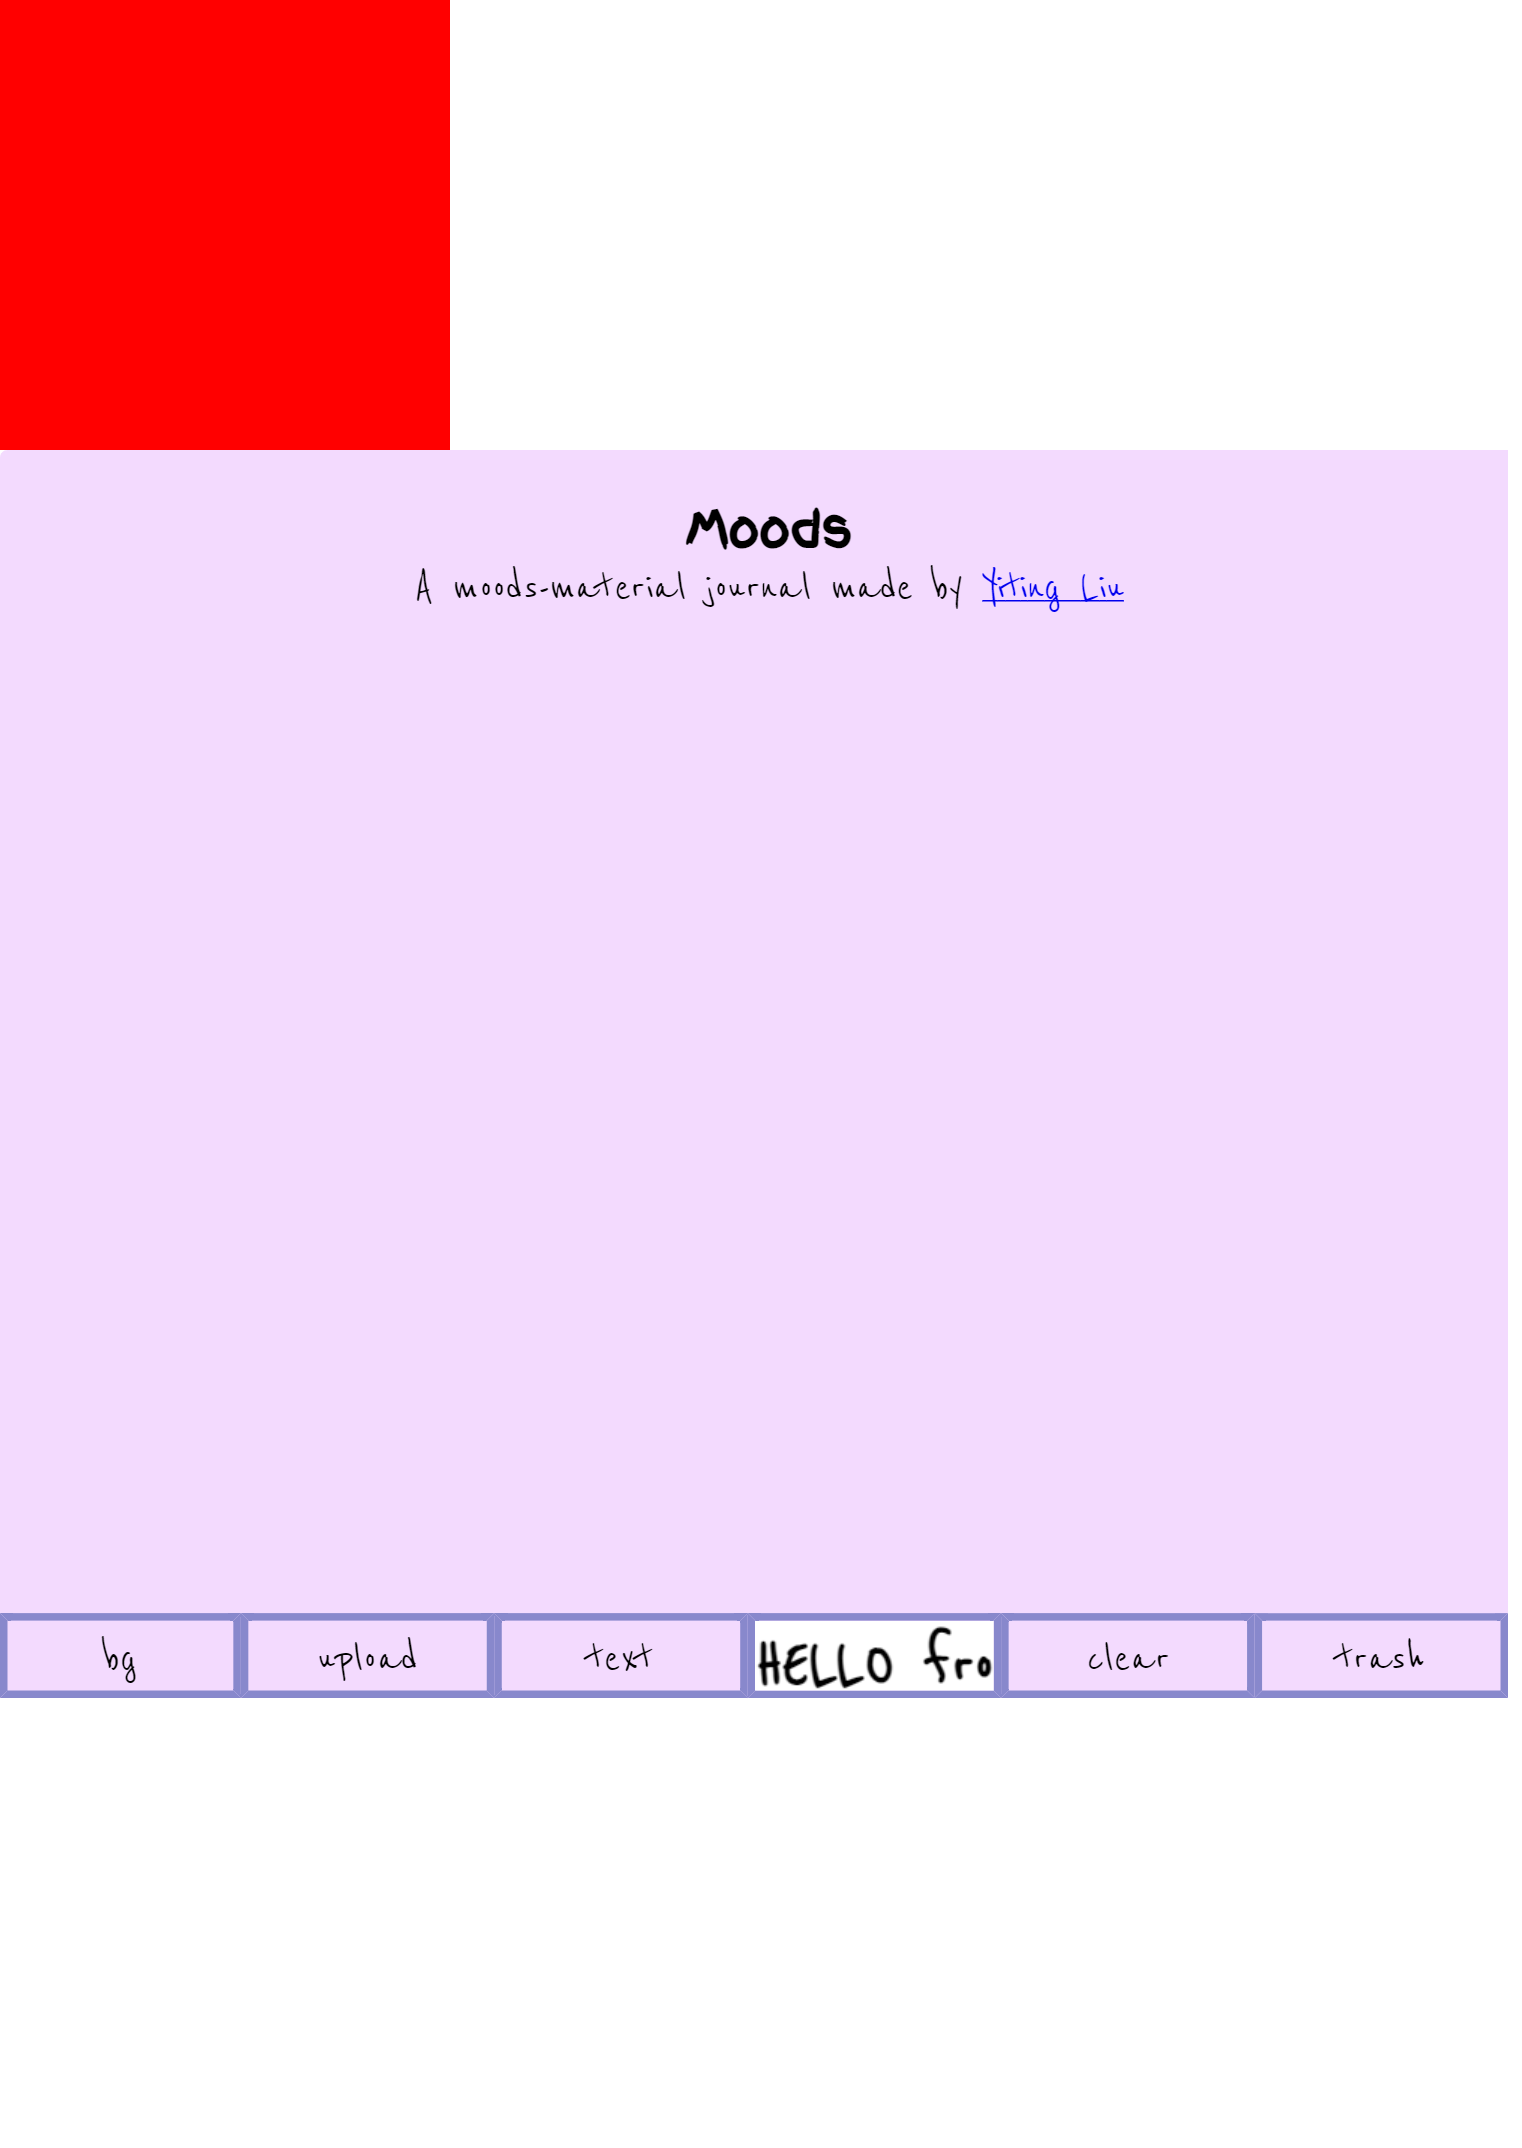 Moods
A moods-material journal made by Yiting Liu
bg
upload
text
HELLO fro
clear
trash